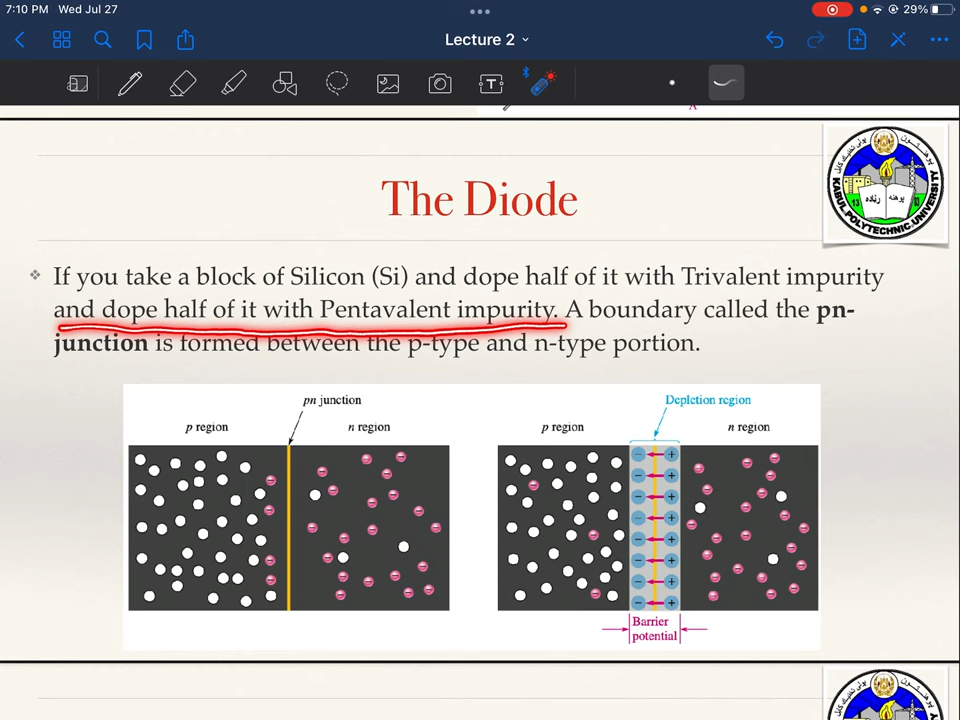 7:10 PM Wed Jul 27
29%
Lecture 2
T
The Diode
KABUL POLYTECHNIC UNIVERSITY
If you take a block of Silicon (Si) and dope half of it with Trivalent impurity
and dope half of it with Pentavalent impurity. A boundary called the pn-
junction is formed between the p-type and n-type portion.
pn junction
p region
n region
Depletion region
p region
n region
Barrier
potential